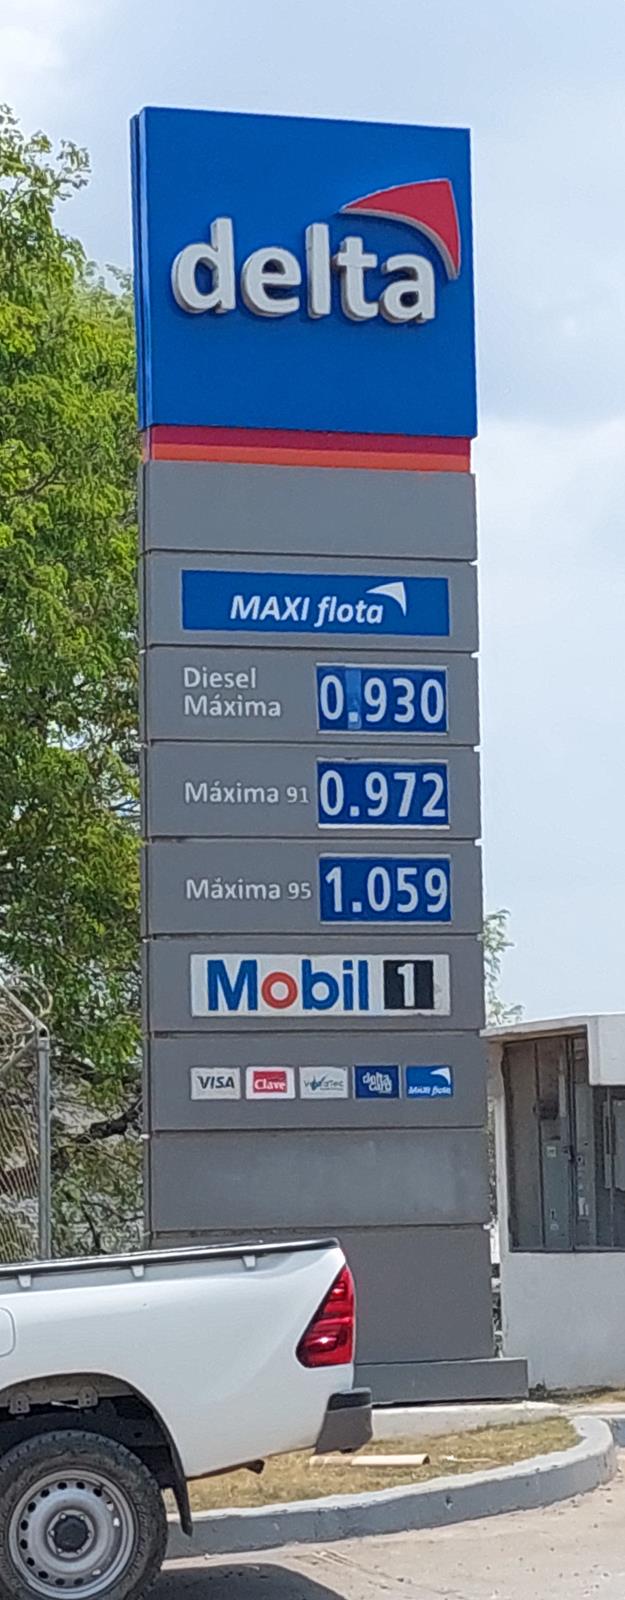 delta
MAXI flota
Diesel
Máxima
0.930
Máxima 91
0.972
Máxima 95
1.059
Mobil 1
VISA
Clave
delta
card
MAXI flota